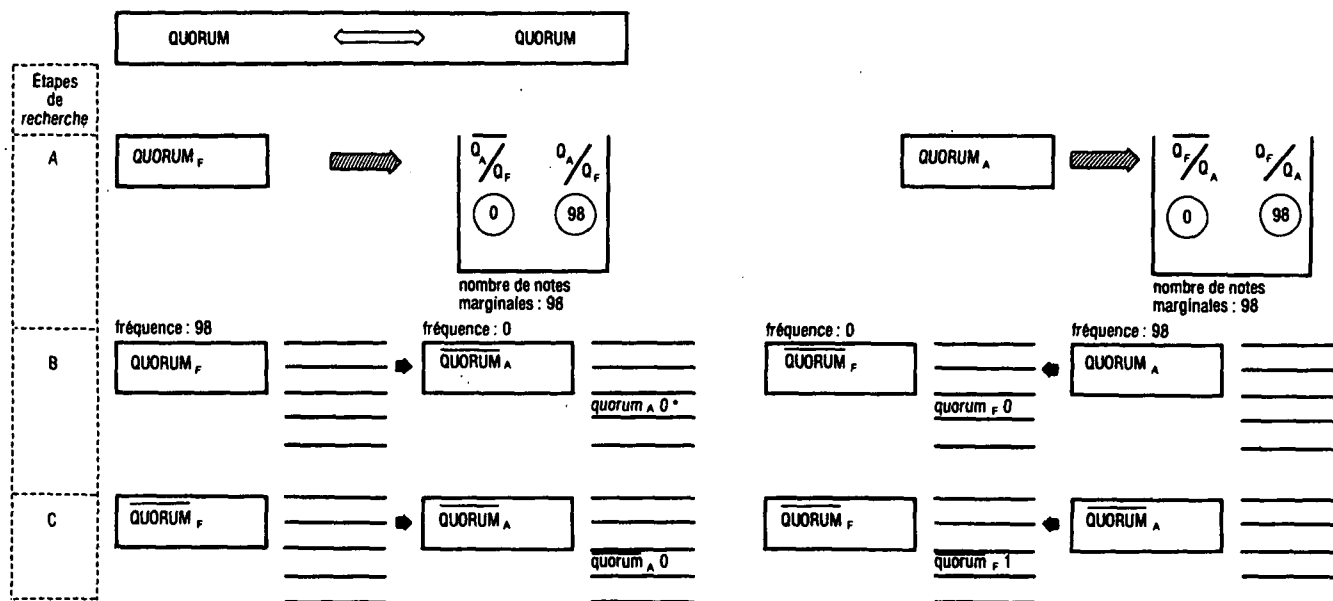 QUORUM QUORUM
Étapes
de
recherche
A
QUORUM F
Q A / Q F Q A / Q F
0 98
nombre de notes
marginales : 98
QUORUM A
Q F / Q A Q F / Q A
0 98
nombre de notes
marginales : 98
B
fréquence : 98
QUORUM F
fréquence : 0
QUORUM A
quorum A 0 *
fréquence : 0
QUORUM F
quorum F 0
fréquence : 98
QUORUM A
C
QUORUM F
QUORUM A
quorum A 0
QUORUM F
quorum F 1
QUORUM A